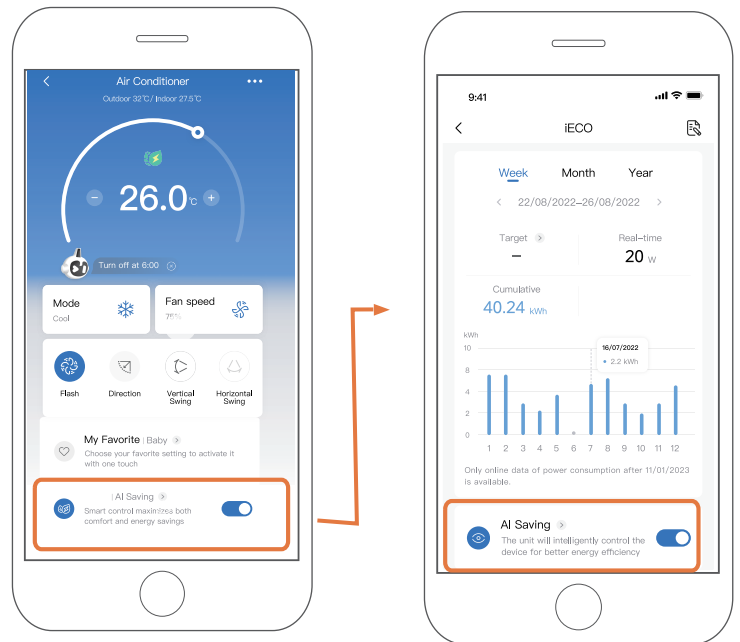 Air Conditioner
Outdoor 32℃/ Indoor 27.5℃
26.0℃
Turn off at 6:00
Mode
Cool
Fan speed
75%
Flash
Direction
Vertical
Swing
Horizontal
Swing
My Favorite | Baby
Choose your favorite setting to activate it
with one touch
| AI Saving
Smart control maximizes both
comfort and energy savings
9:41
iECO
Week Month Year
22/08/2022–26/08/2022
Target
–
Real–time
20 W
Cumulative
40.24 kWh
kWh
10
8
4
2
0
16/07/2022
2.2 kWh
1 2 3 4 5 6 7 8 9 10 11 12
Only online data of power consumption after 11/01/2023
is available.
AI Saving
The unit will intelligently control the
device for better energy efficiency